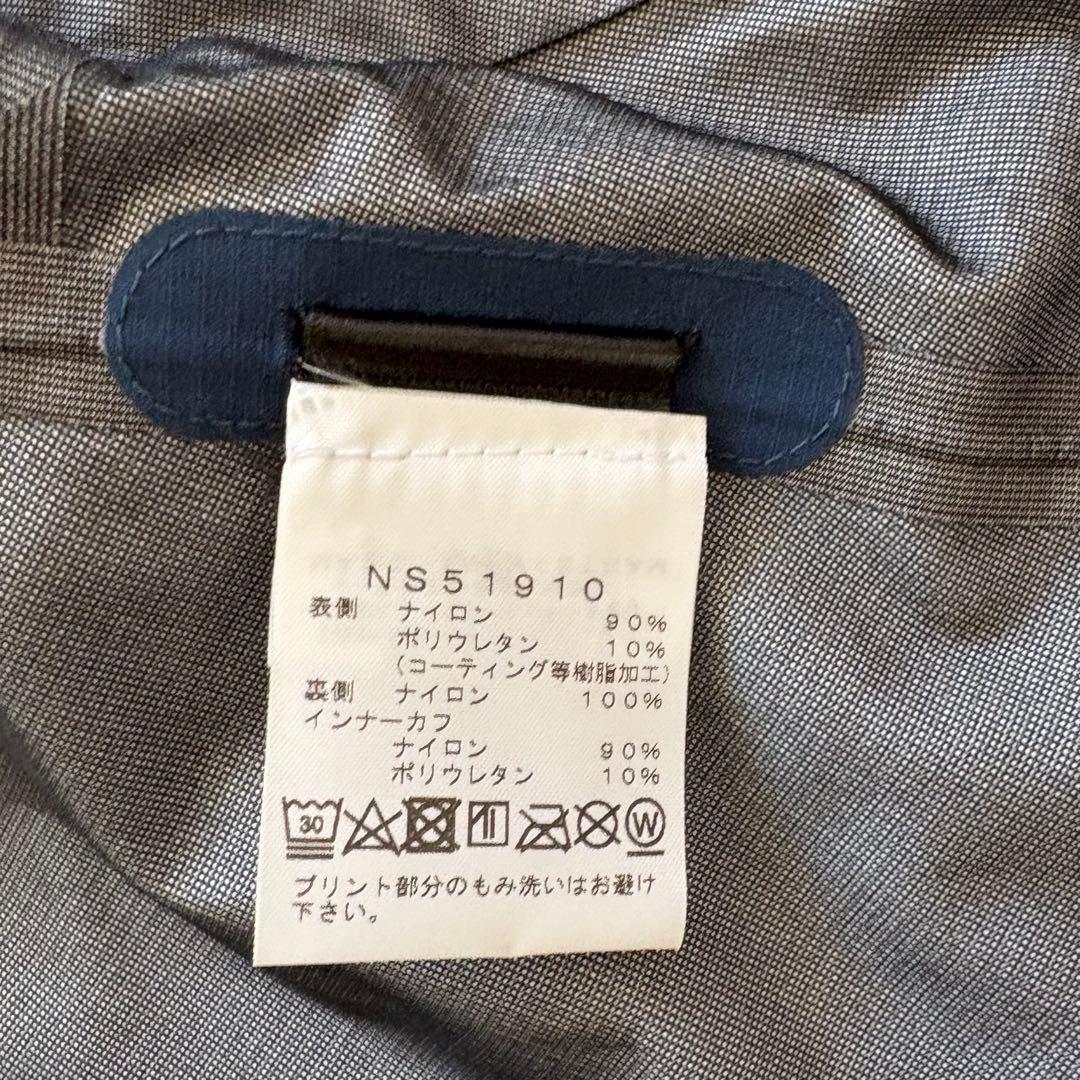 NS51910
表側 ナイロン 90%
ポリウレタン 10%
(コーティング等樹脂加工)
裏側 ナイロン 100%
インナーカフ
ナイロン 90%
ポリウレタン 10%
30 W
プリント部分のもみ洗いはお避け
下さい。